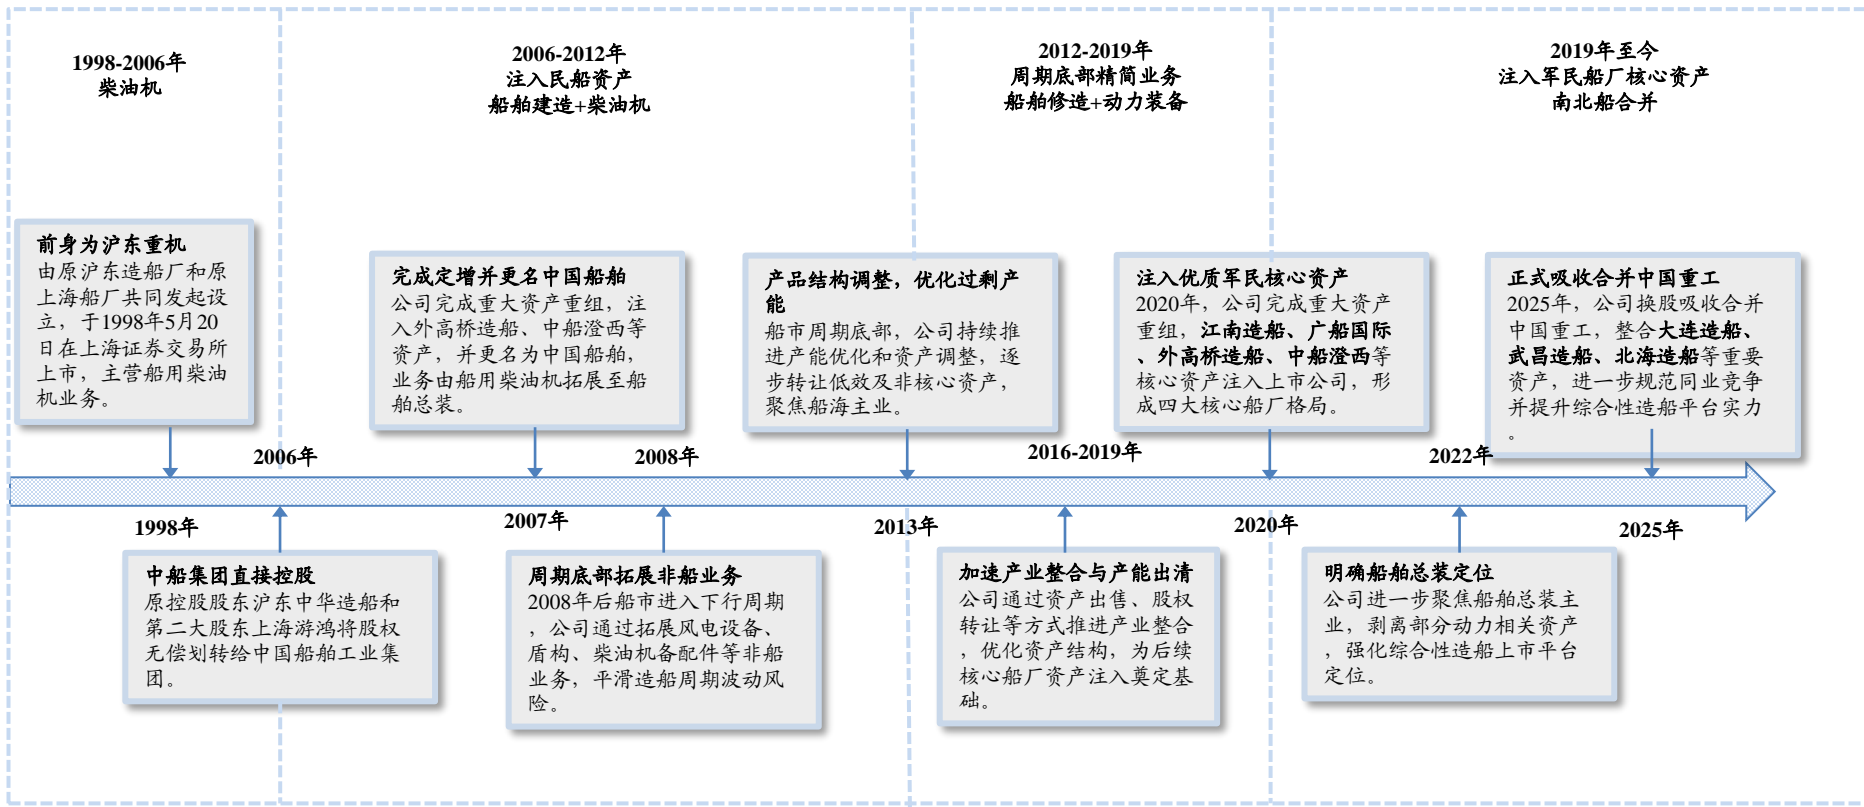 1998-2006年
柴油机
2006-2012年
注入民船资产
船舶建造+柴油机
2012-2019年
周期底部精简业务
船舶修造+动力装备
2019年至今
注入军民船厂核心资产
南北船合并
前身为沪东重机
由原沪东造船厂和原
上海船厂共同发起设
立，于1998年5月20
日在上海证券交易所
上市，主营船用柴油
机业务。
完成定增并更名中国船舶
公司完成重大资产重组，注
入外高桥造船、中船澄西等
资产，并更名为中国船舶，
业务由船用柴油机拓展至船
舶总装。
产品结构调整，优化过剩产
能
船市周期底部，公司持续推
进产能优化和资产调整，逐
步转让低效及非核心资产，
聚焦船海主业。
注入优质军民核心资产
2020年，公司完成重大资产
重组，江南造船、广船国际
、外高桥造船、中船澄西等
核心资产注入上市公司，形
成四大核心船厂格局。
正式吸收合并中国重工
2025年，公司换股吸收合并
中国重工，整合大连造船、
武昌造船、北海造船等重要
资产，进一步规范同业竞争
并提升综合性造船平台实力
。
2006年
2008年
2016-2019年
2022年
1998年
2007年
2013年
2020年
2025年
中船集团直接控股
原控股股东沪东中华造船和
第二大股东上海游鸿将股权
无偿划转给中国船舶工业集
团。
周期底部拓展非船业务
2008年后船市进入下行周期
，公司通过拓展风电设备、
盾构、柴油机备配件等非船
业务，平滑造船周期波动风
险。
加速产业整合与产能出清
公司通过资产出售、股权
转让等方式推进产业整合
，优化资产结构，为后续
核心船厂资产注入奠定基
础。
明确船舶总装定位
公司进一步聚焦船舶总装主
业，剥离部分动力相关资产
，强化综合性造船上市平台
定位。